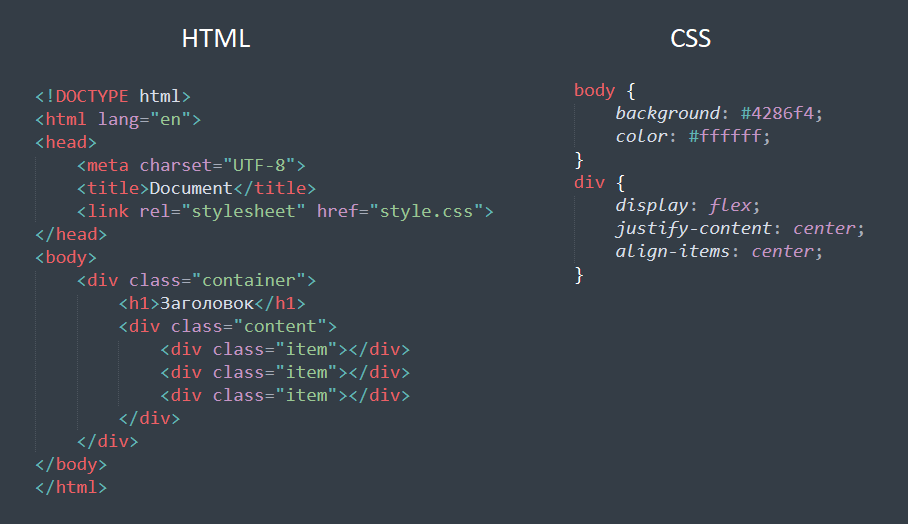 HTML
<!DOCTYPE html>
<html lang="en">
<head>
    <meta charset="UTF-8">
    <title>Document</title>
    <link rel="stylesheet" href="style.css">
</head>
<body>
    <div class="container">
        <h1>Заголовок</h1>
        <div class="content">
            <div class="item"></div>
            <div class="item"></div>
            <div class="item"></div>
        </div>
    </div>
</body>
</html>
CSS
body {
    background: #4286f4;
    color: #ffffff;
}
div {
    display: flex;
    justify-content: center;
    align-items: center;
}